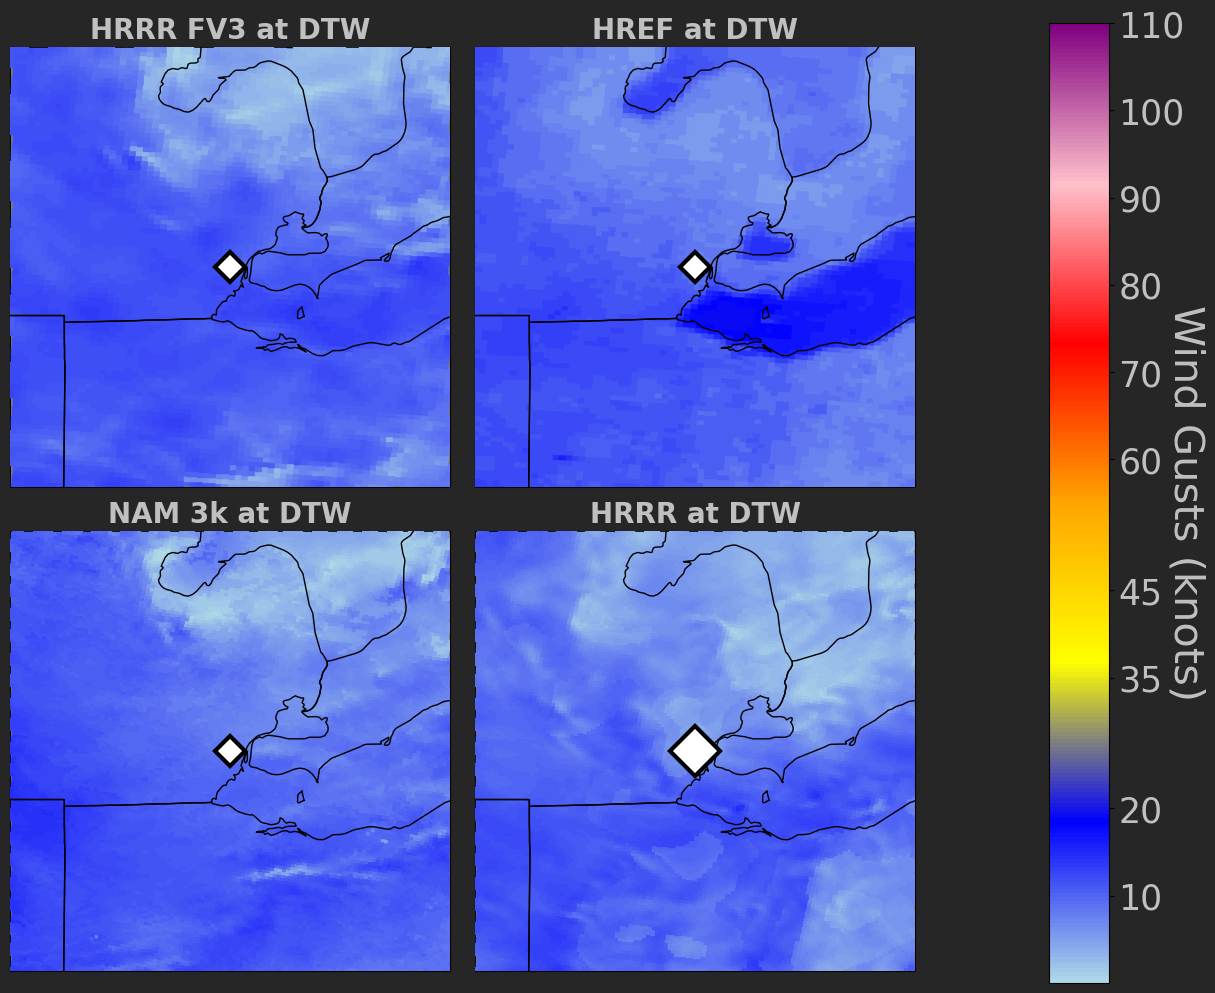 HRRR FV3 at DTW
HREF at DTW
NAM 3k at DTW
HRRR at DTW
110
100
90
80
70
60
45
35
20
10
Wind Gusts (knots)